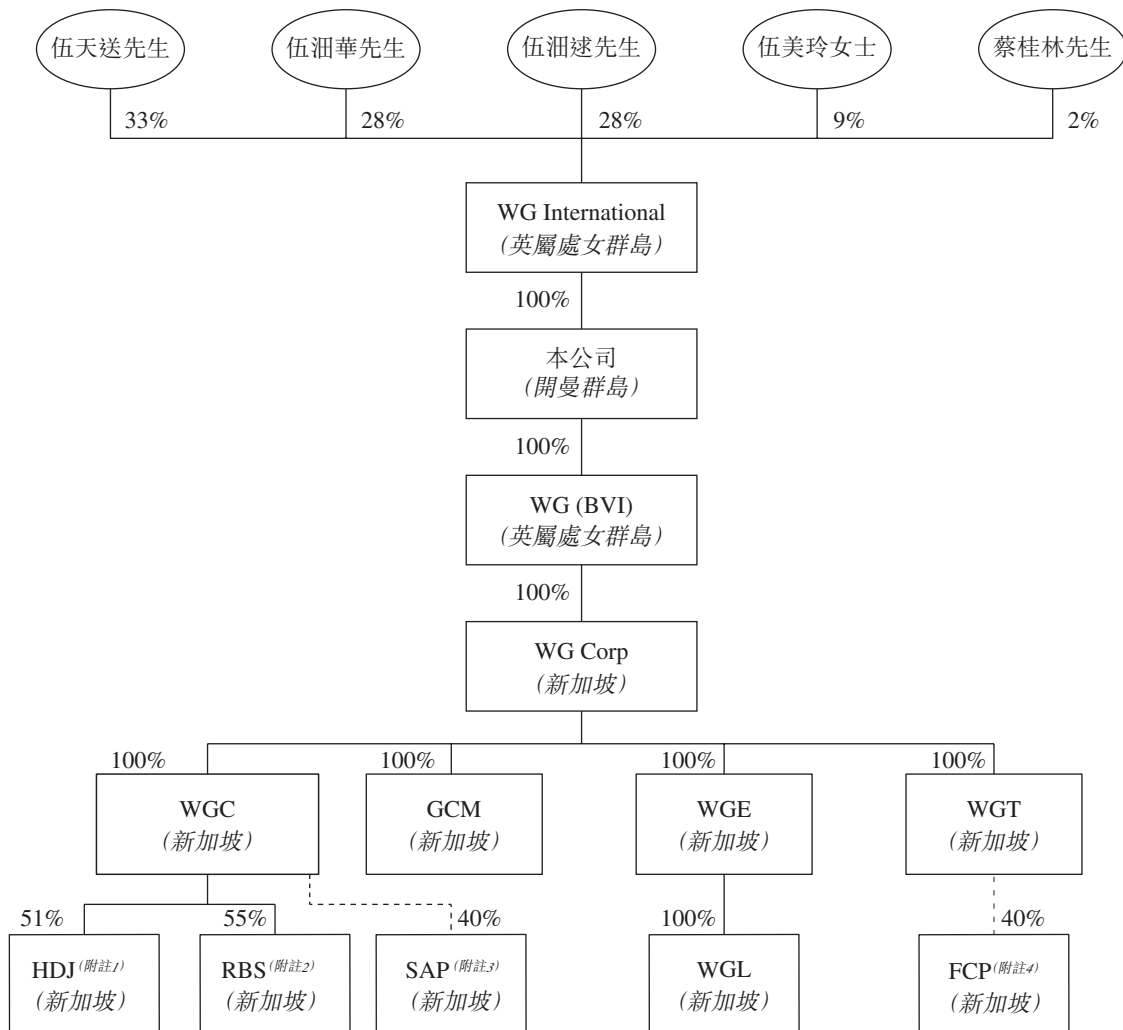 伍天送先生
伍沺華先生
伍沺逑先生
伍美玲女士
蔡桂林先生
33%
28%
28%
9%
2%
WG International
(英屬處女群島)
100%
本公司
(開曼群島)
100%
WG (BVI)
(英屬處女群島)
100%
WG Corp
(新加坡)
100%
100%
100%
100%
WGC
(新加坡)
GCM
(新加坡)
WGE
(新加坡)
WGT
(新加坡)
51%
55%
40%
100%
40%
HDJ(附註1)
(新加坡)
RBS(附註2)
(新加坡)
SAP(附註3)
(新加坡)
WGL
(新加坡)
FCP(附註4)
(新加坡)